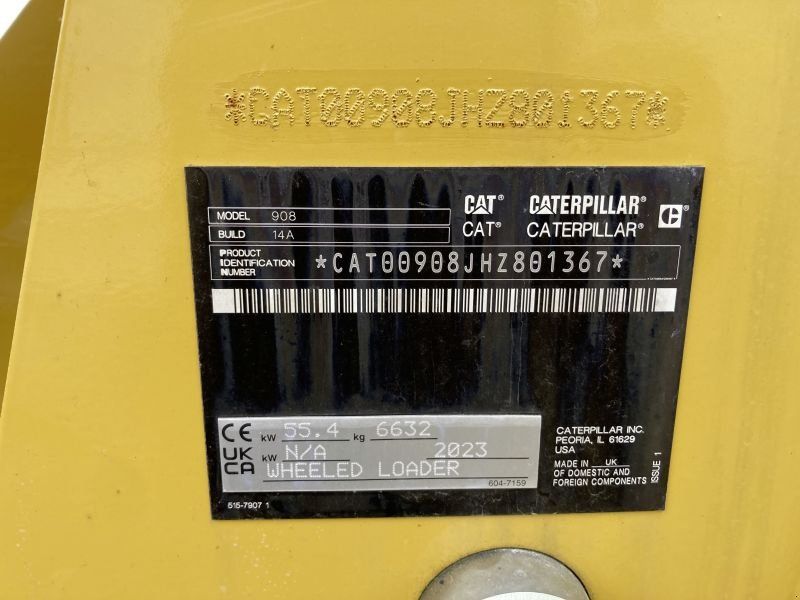 *CAT00908JHZ801367*
MODEL 908
BUILD 14A
CAT® CATERPILLAR® C®
CAT® CATERPILLAR®
PRODUCT
IDENTIFICATION
NUMBER
*CAT00908JHZ801367*
CE kW 55.4 kg 6632
UK
CA
kW N/A 2023
WHEELED LOADER
604-7159
CATERPILLAR INC.
PEORIA, IL 61629
USA
MADE IN UK
OF DOMESTIC AND
FOREIGN COMPONENTS
ISSUE 1
515-7907 1